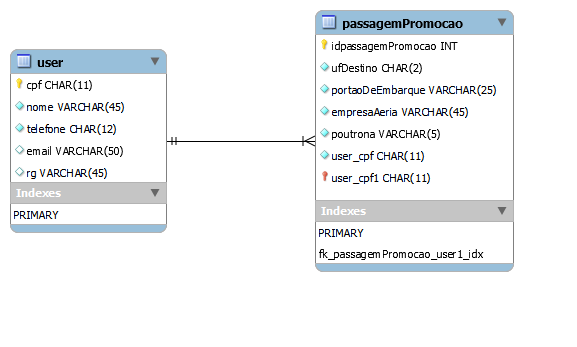 user
cpf CHAR(11)
nome VARCHAR(45)
telefone CHAR(12)
email VARCHAR(50)
rg VARCHAR(45)
Indexes
PRIMARY
passagemPromocao
idpassagemPromocao INT
ufDestino CHAR(2)
portaoDeEmbarque VARCHAR(25)
empresaAeria VARCHAR(45)
poutrona VARCHAR(5)
user_cpf CHAR(11)
user_cpf1 CHAR(11)
Indexes
PRIMARY
fk_passagemPromocao_user1_idx